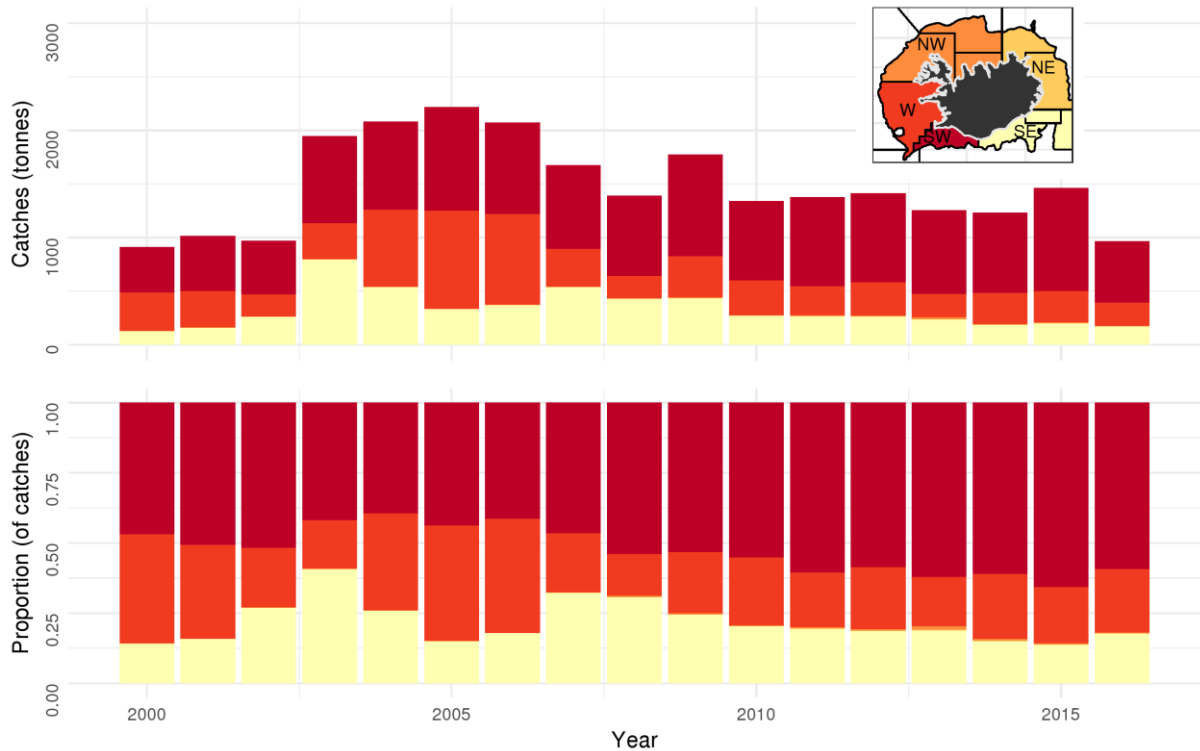 Catches (tonnes)
3000
2000
1000
0
NW
NE
W
SW
SE
Proportion (of catches)
1.00
0.75
0.50
0.25
0.00
2000
2005
2010
2015
Year